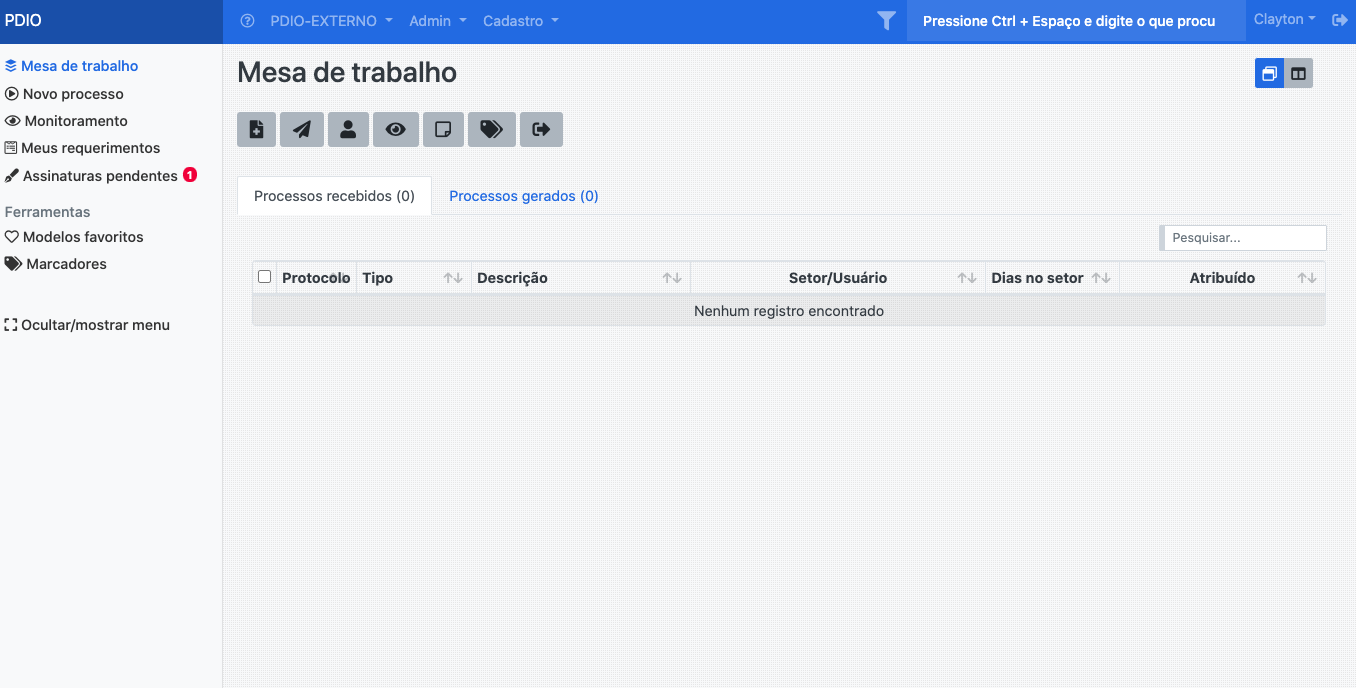 PDIO
PDIO-EXTERNO Admin Cadastro Pressione Ctrl + Espaço e digite o que procu Clayton
Mesa de trabalho
Novo processo
Monitoramento
Meus requerimentos
Assinaturas pendentes 1
Ferramentas
Modelos favoritos
Marcadores
Ocultar/mostrar menu
Mesa de trabalho
Processos recebidos (0) Processos gerados (0)
Pesquisar...
Protocolo Tipo Descrição Setor/Usuário Dias no setor Atribuído
Nenhum registro encontrado